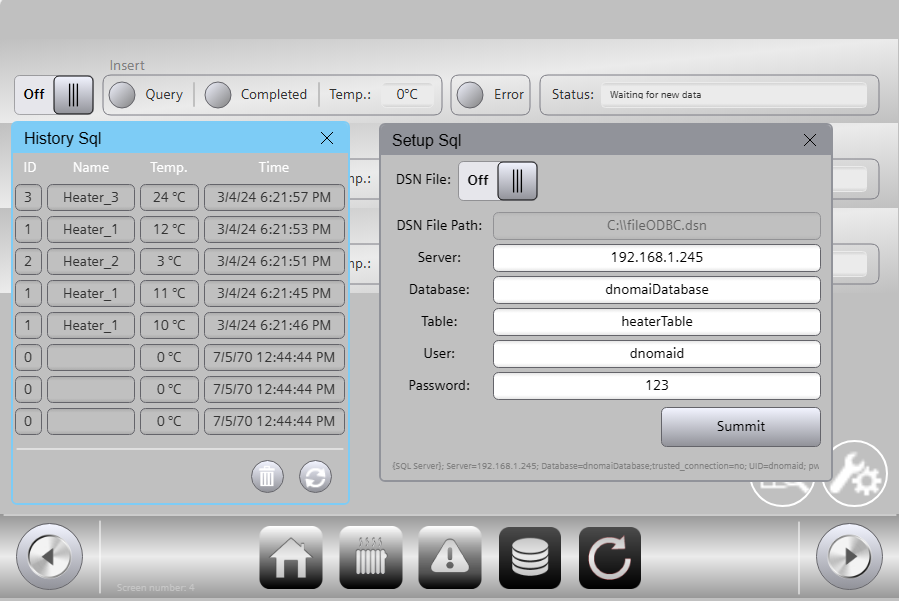 Insert
Off Query Completed Temp.: 0°C Error Status: Waiting for new data
History Sql
ID Name Temp. Time
3 Heater_3 24 °C 3/4/24 6:21:57 PM
1 Heater_1 12 °C 3/4/24 6:21:53 PM
2 Heater_2 3 °C 3/4/24 6:21:51 PM
1 Heater_1 11 °C 3/4/24 6:21:45 PM
1 Heater_1 10 °C 3/4/24 6:21:46 PM
0 0 °C 7/5/70 12:44:44 PM
0 0 °C 7/5/70 12:44:44 PM
0 0 °C 7/5/70 12:44:44 PM
mp.:
mp.:
Setup Sql
DSN File: Off
DSN File Path: C:\\fileODBC.dsn
Server: 192.168.1.245
Database: dnomaiDatabase
Table: heaterTable
User: dnomaid
Password: 123
Summit
{SQL Server}; Server=192.168.1.245; Database=dnomaiDatabase;trusted_connection=no; UID=dnomaid; pw
Screen number: 4